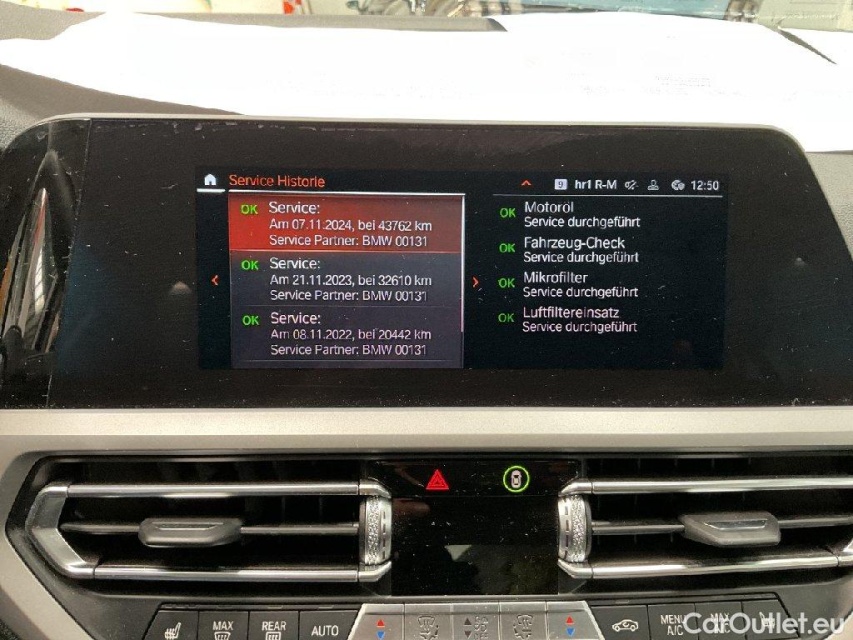 Service Historie
hr1 R-M 12:50
OK Service:
Am 07.11.2024, bei 43762 km
Service Partner: BMW 00131
OK Service:
Am 21.11.2023, bei 32610 km
Service Partner: BMW 00131
OK Service:
Am 08.11.2022, bei 20442 km
Service Partner: BMW 00131
OK Motoröl
Service durchgeführt
OK Fahrzeug-Check
Service durchgeführt
OK Mikrofilter
Service durchgeführt
OK Luftfiltereinsatz
Service durchgeführt
MAX
REAR
AUTO
MENU
A/C
CarOutlet.eu